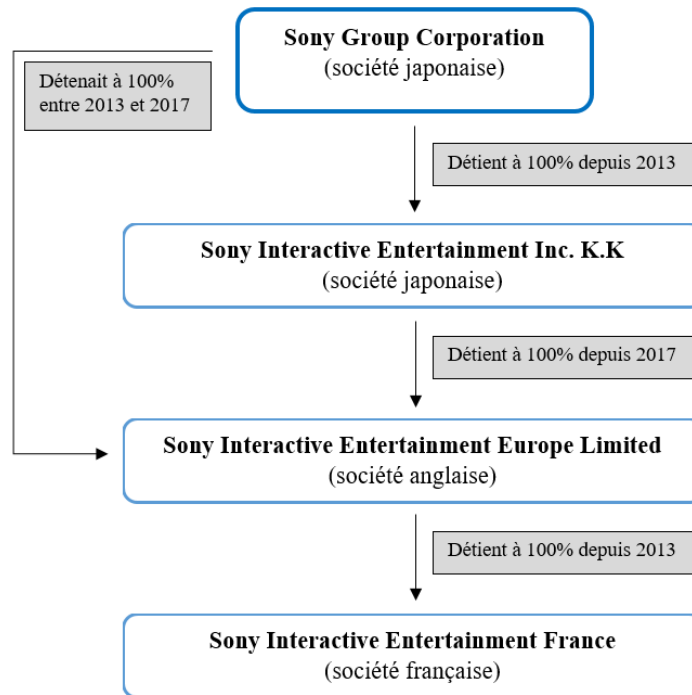 Sony Group Corporation
(société japonaise)
Détenait à 100%
entre 2013 et 2017
Détient à 100% depuis 2013
Sony Interactive Entertainment Inc. K.K
(société japonaise)
Détient à 100% depuis 2017
Sony Interactive Entertainment Europe Limited
(société anglaise)
Détient à 100% depuis 2013
Sony Interactive Entertainment France
(société française)